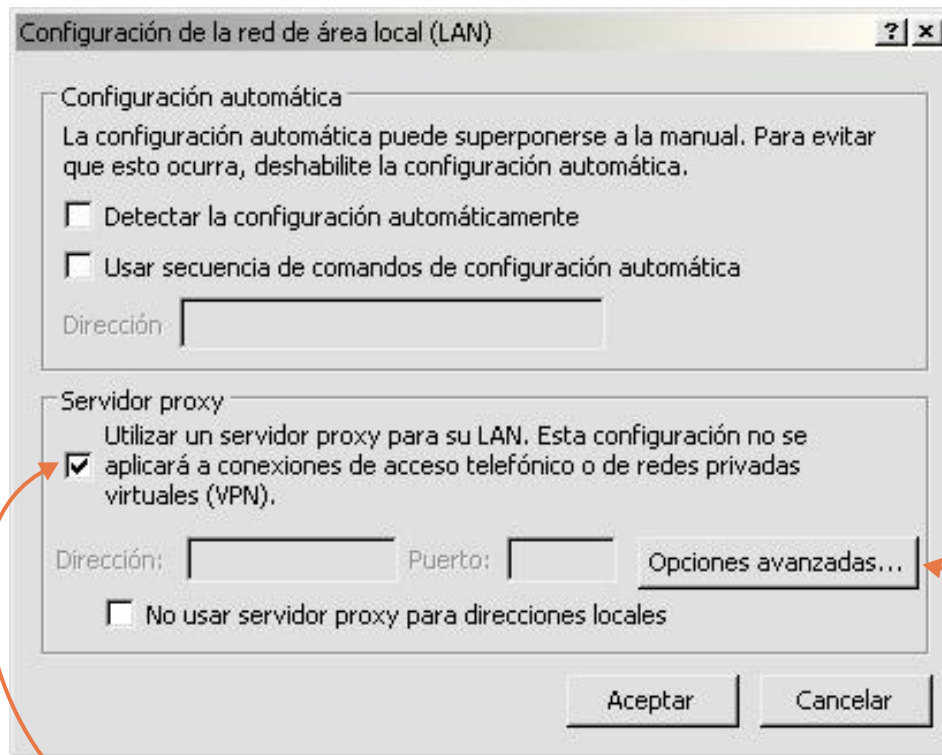 Configuración de la red de área local (LAN)
Configuración automática
La configuración automática puede superponerse a la manual. Para evitar
que esto ocurra, deshabilite la configuración automática.
Detectar la configuración automáticamente
Usar secuencia de comandos de configuración automática
Dirección
Servidor proxy
Utilizar un servidor proxy para su LAN. Esta configuración no se
aplicará a conexiones de acceso telefónico o de redes privadas
virtuales (VPN).
Dirección: Puerto: Opciones avanzadas...
No usar servidor proxy para direcciones locales
Aceptar Cancelar